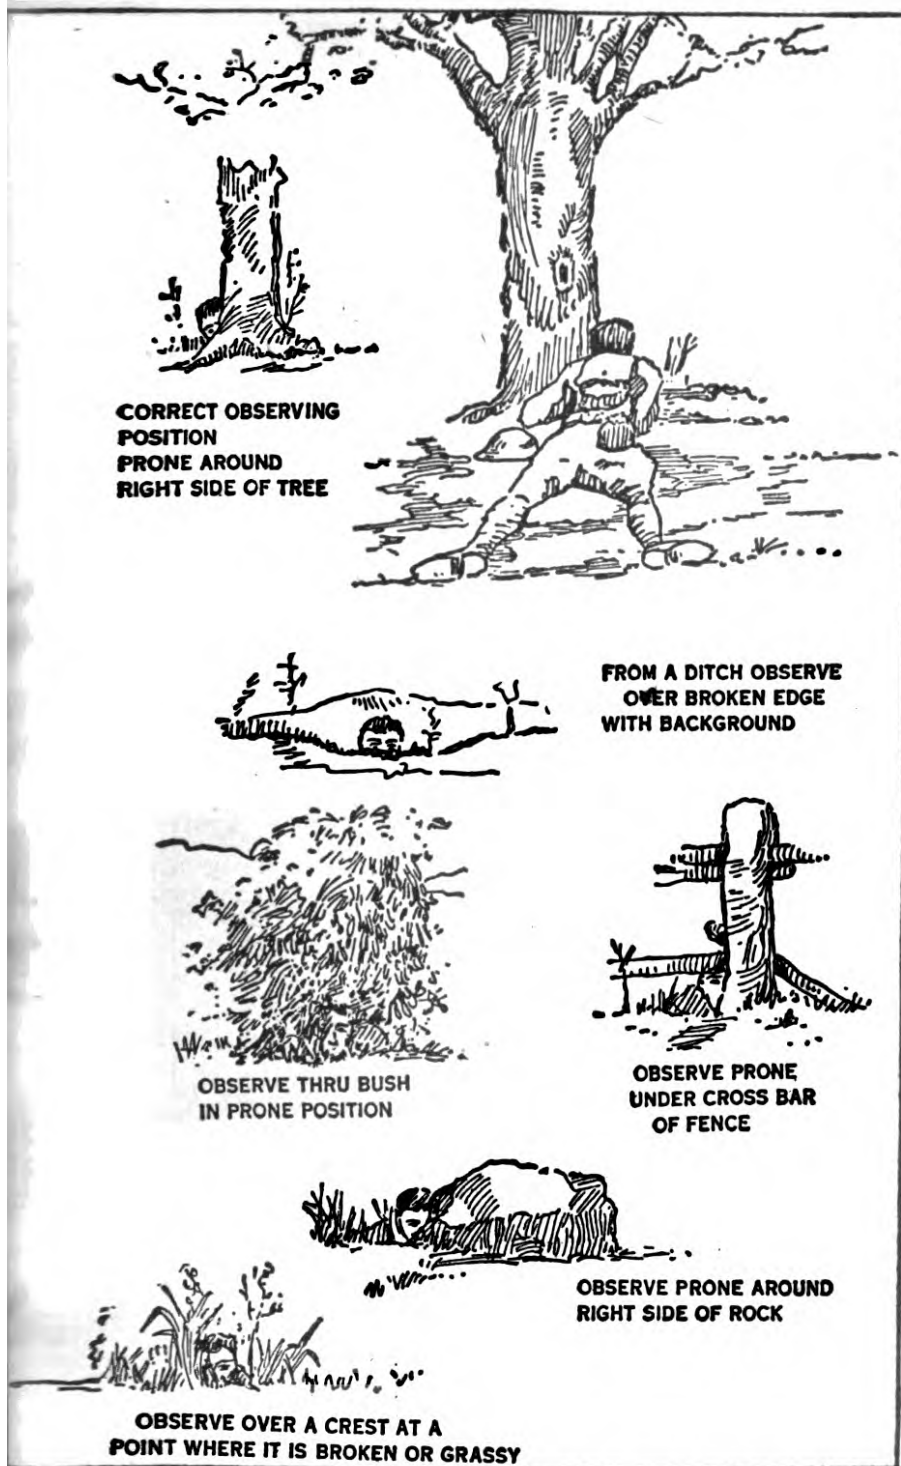 CORRECT OBSERVING
POSITION
PRONE AROUND
RIGHT SIDE OF TREE
FROM A DITCH OBSERVE
OVER BROKEN EDGE
WITH BACKGROUND
OBSERVE THRU BUSH
IN PRONE POSITION
OBSERVE PRONE
UNDER CROSS BAR
OF FENCE
OBSERVE PRONE AROUND
RIGHT SIDE OF ROCK
OBSERVE OVER A CREST AT A
POINT WHERE IT IS BROKEN OR GRASSY